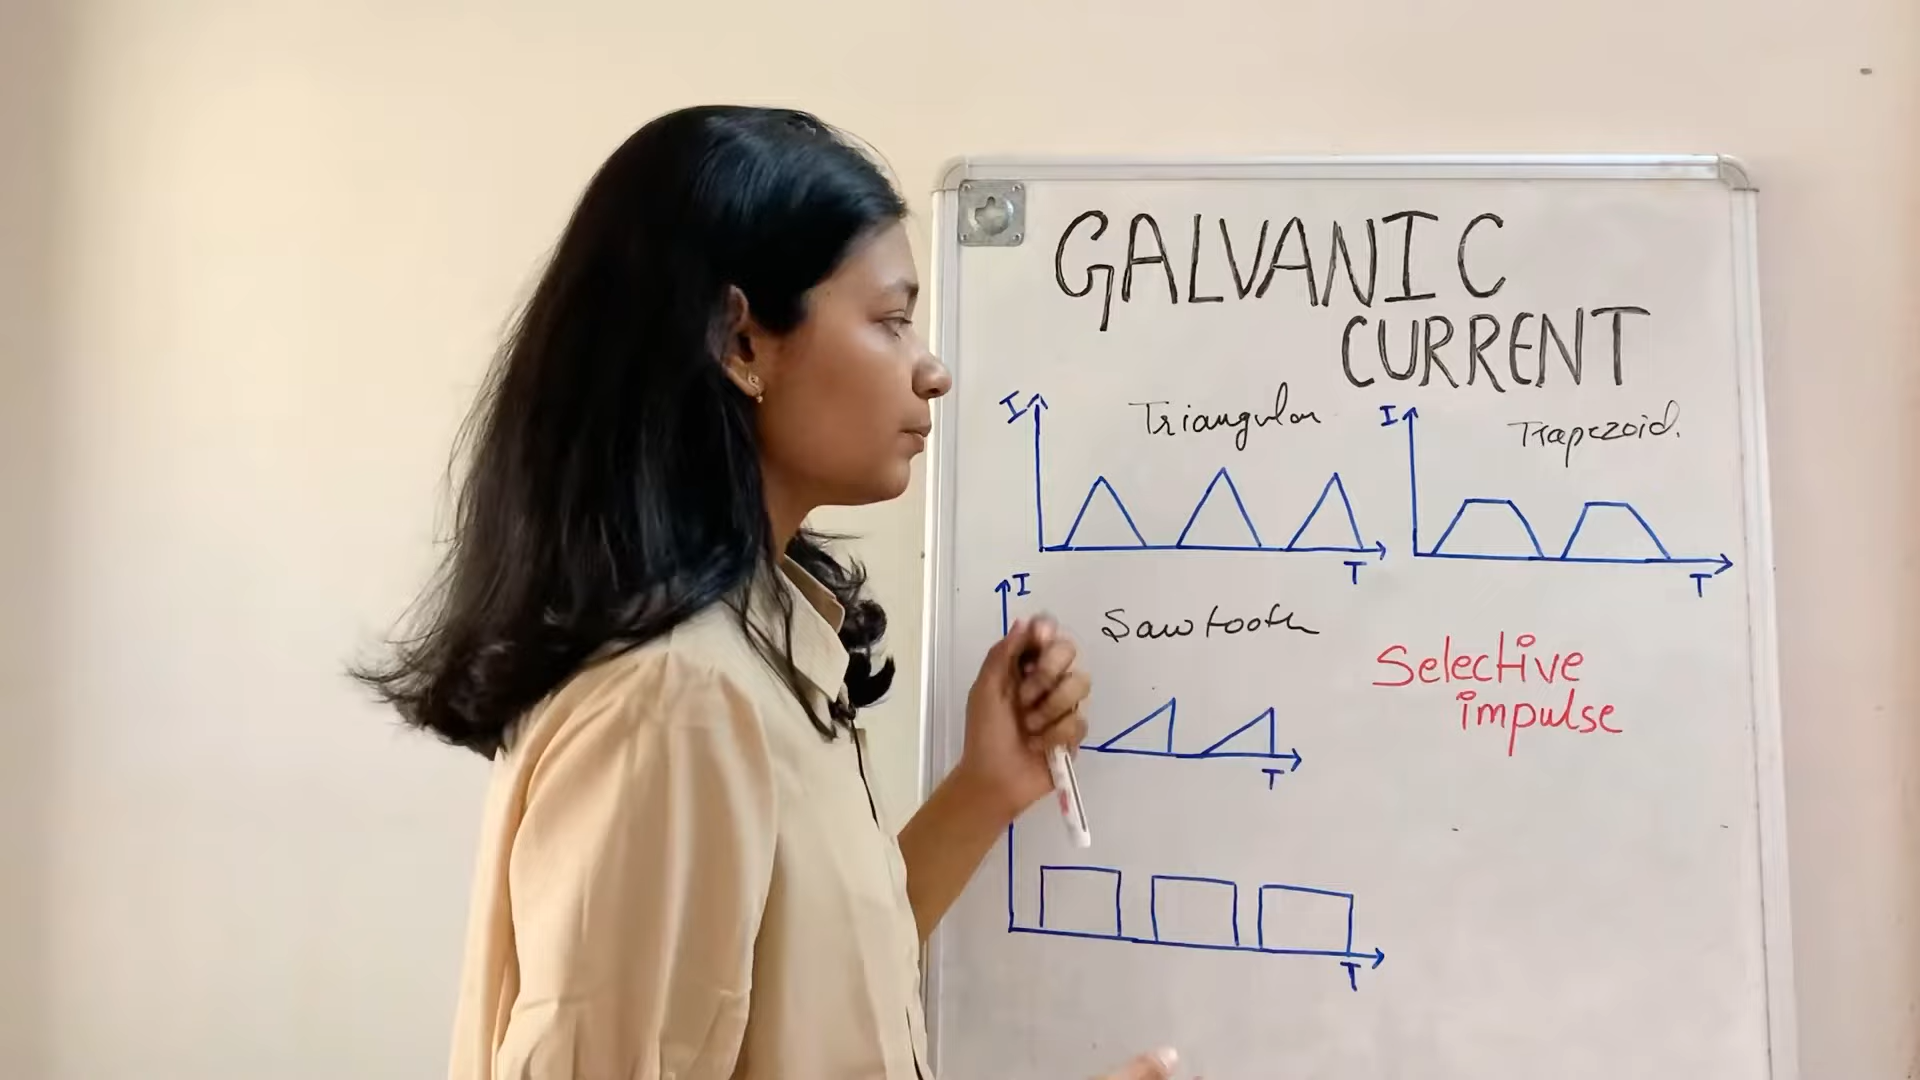 GALVANIC
CURRENT
I
Triangular
T
I
Trapezoid.
T
I
Sawtooth
T
Selective
impulse
T